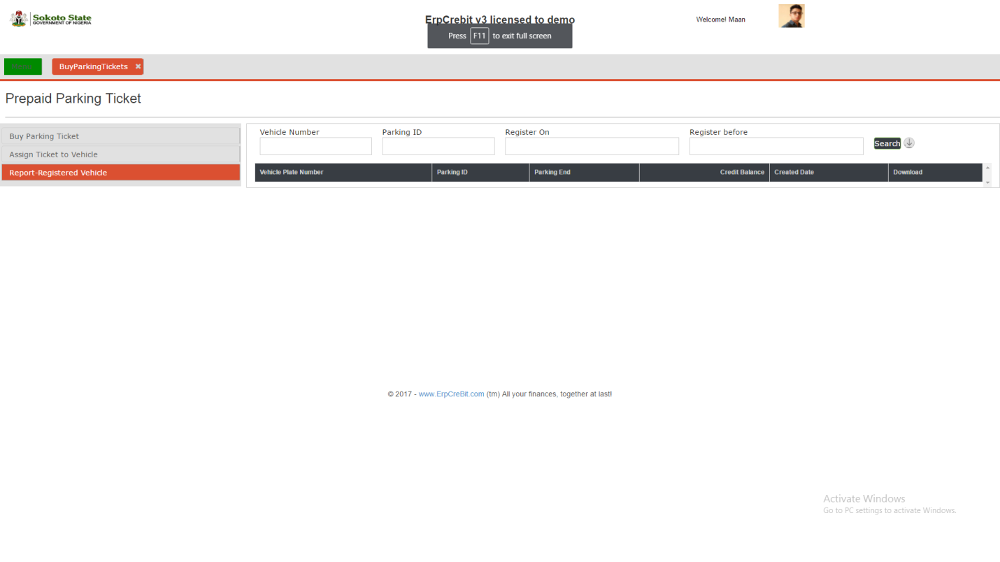 Sokoto State
GOVERNMENT OF NIGERIA
ErpCrebit v3 licensed to demo
Press F11 to exit full screen
Welcome! Maan
BuyParkingTickets ✖
Prepaid Parking Ticket
Buy Parking Ticket
Assign Ticket to Vehicle
Report-Registered Vehicle
Vehicle Number Parking ID Register On Register before
Search
Vehicle Plate Number Parking ID Parking End Credit Balance Created Date Download
© 2017 - www.ErpCreBit.com (tm) All your finances, together at last!
Activate Windows
Go to PC settings to activate Windows.